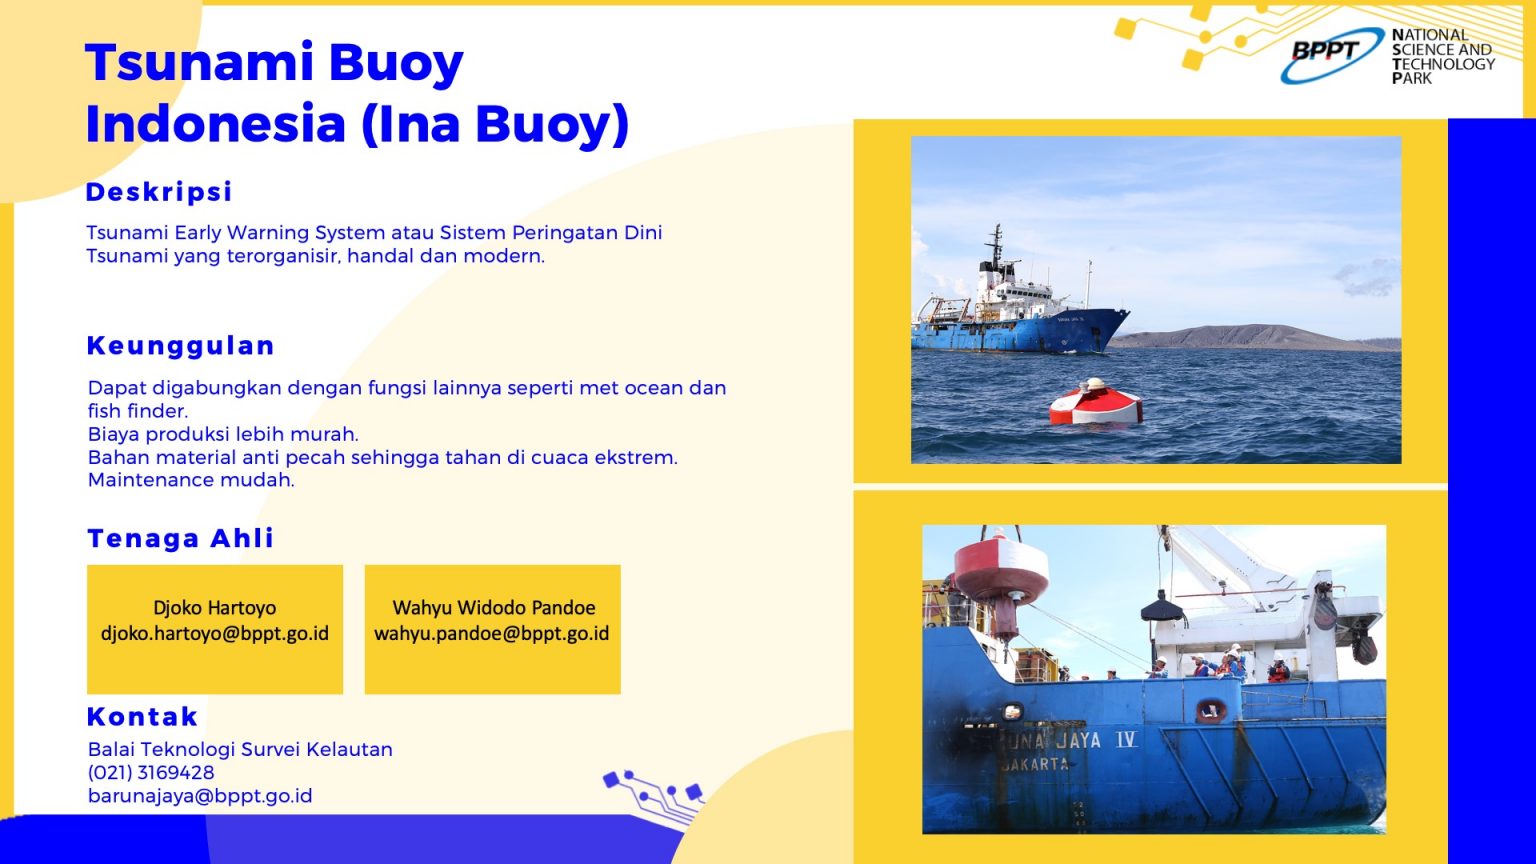 Tsunami Buoy
Indonesia (Ina Buoy)
BPPT
NATIONAL
SCIENCE AND
TECHNOLOGY
PARK
Deskripsi
Tsunami Early Warning System atau Sistem Peringatan Dini
Tsunami yang terorganisir, handal dan modern.
Keunggulan
Dapat digabungkan dengan fungsi lainnya seperti met ocean dan
fish finder.
Biaya produksi lebih murah.
Bahan material anti pecah sehingga tahan di cuaca ekstrem.
Maintenance mudah.
Tenaga Ahli
Djoko Hartoyo
djoko.hartoyo@bppt.go.id
Wahyu Widodo Pandoe
wahyu.pandoe@bppt.go.id
Kontak
Balai Teknologi Survei Kelautan
(021) 3169428
barunajaya@bppt.go.id
UNA JAYA IV
JAKARTA